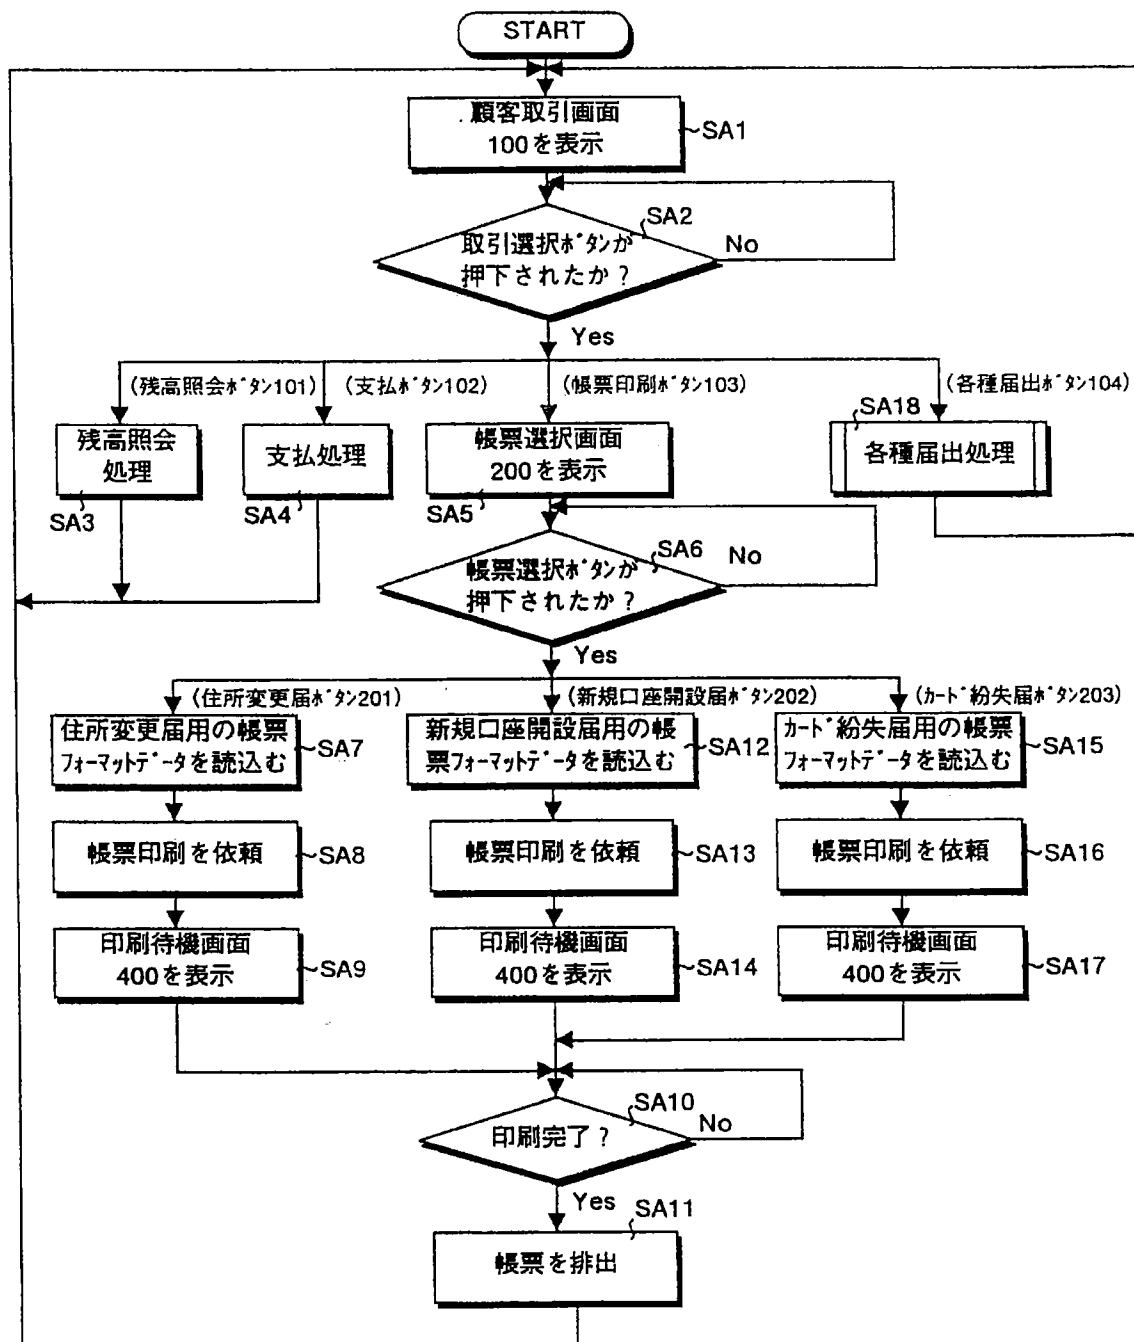 START
顧客取引画面
100を表示
SA1
SA2
取引選択ﾎﾞﾀﾝが
押下されたか？
No
Yes
(残高照会ﾎﾞﾀﾝ101)
(支払ﾎﾞﾀﾝ102)
(帳票印刷ﾎﾞﾀﾝ103)
(各種届出ﾎﾞﾀﾝ104)
残高照会
処理
SA3
支払処理
SA4
帳票選択画面
200を表示
SA5
SA18
各種届出処理
SA6
帳票選択ﾎﾞﾀﾝが
押下されたか？
No
Yes
(住所変更届ﾎﾞﾀﾝ201)
(新規口座開設届ﾎﾞﾀﾝ202)
(ｶｰﾄﾞ紛失届ﾎﾞﾀﾝ203)
住所変更届用の帳票
ﾌｫｰﾏｯﾄﾃﾞｰﾀを読込む
SA7
新規口座開設届用の帳
票ﾌｫｰﾏｯﾄﾃﾞｰﾀを読込む
SA12
ｶｰﾄﾞ紛失届用の帳票
ﾌｫｰﾏｯﾄﾃﾞｰﾀを読込む
SA15
帳票印刷を依頼
SA8
帳票印刷を依頼
SA13
帳票印刷を依頼
SA16
印刷待機画面
400を表示
SA9
印刷待機画面
400を表示
SA14
印刷待機画面
400を表示
SA17
SA10
印刷完了？
No
Yes
SA11
帳票を排出